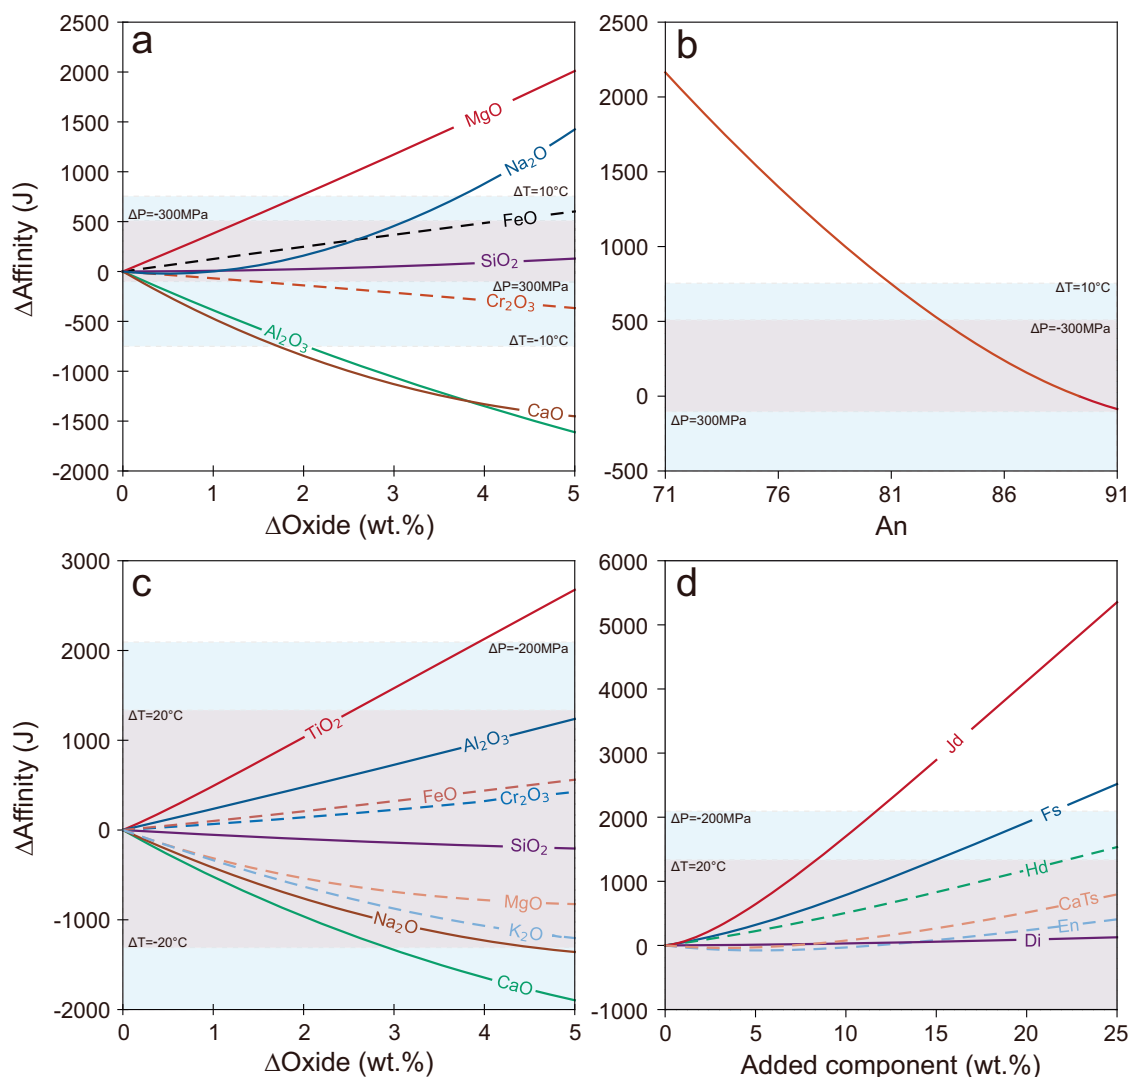 a
2500
2000
1500
1000
500
0
-500
-1000
-1500
-2000
ΔAffinity (J)
MgO
Na₂O
ΔT=10°C
ΔP=-300MPa
FeO
SiO₂
ΔP=300MPa
Cr₂O₃
Al₂O₃
ΔT=-10°C
CaO
0 1 2 3 4 5
ΔOxide (wt.%)
b
2500
2000
1500
1000
500
0
-500
ΔT=10°C
ΔP=-300MPa
ΔP=300MPa
71 76 81 86 91
An
c
3000
2000
1000
0
-1000
-2000
ΔAffinity (J)
ΔP=-200MPa
ΔT=20°C
TiO₂
Al₂O₃
FeO
Cr₂O₃
SiO₂
MgO
Na₂O
K₂O
ΔT=-20°C
CaO
0 1 2 3 4 5
ΔOxide (wt.%)
d
6000
5000
4000
3000
2000
1000
0
-1000
Jd
Fs
ΔP=-200MPa
ΔT=20°C
Hd
CaTs
En
Di
0 5 10 15 20 25
Added component (wt.%)